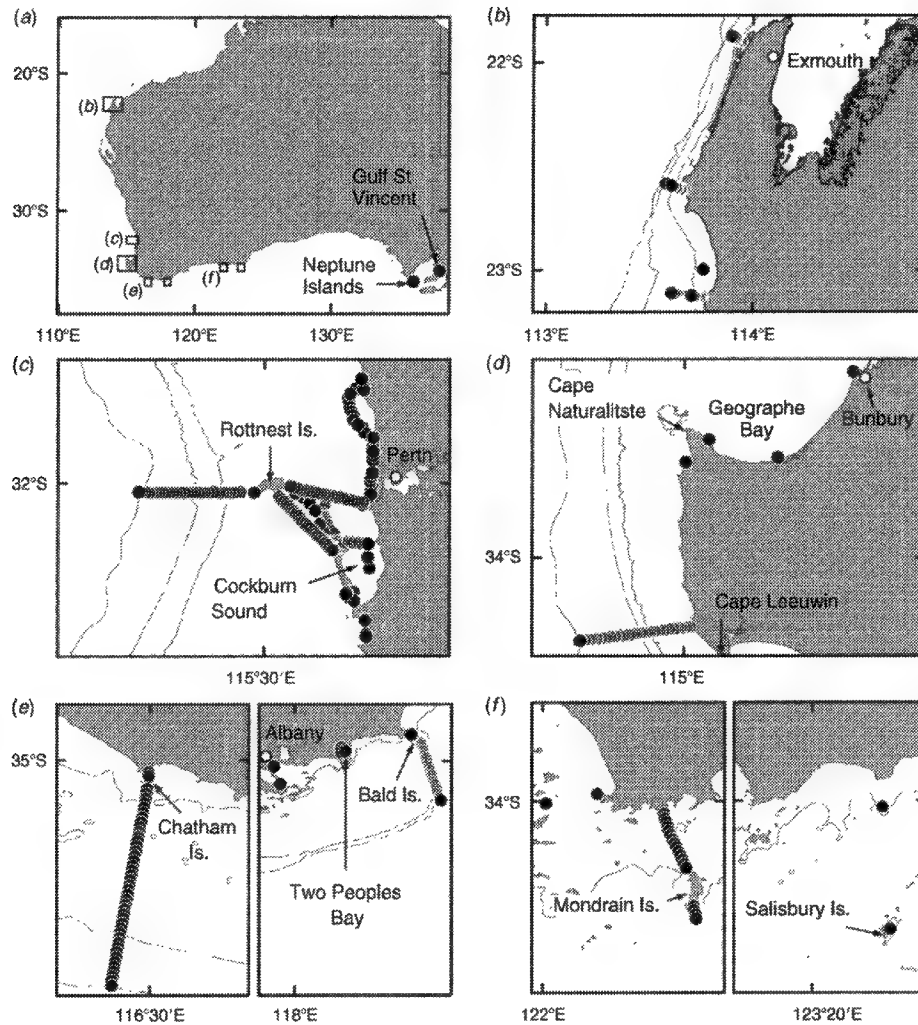 (a)
20°S
(b)
Gulf St
Vincent
30°S
(c)
(d)
(e)
(f)
Neptune
Islands
110°E
120°E
130°E
(b)
22°S
Exmouth
23°S
113°E
114°E
(c)
Rottnest Is.
Perth
32°S
Cockburn
Sound
115°30′E
(d)
Cape
Naturalitste
Geographe
Bay
Bunbury
34°S
Cape Leeuwin
115°E
(e)
Albany
35°S
Bald Is.
Chatham
Is.
Two Peoples
Bay
116°30′E
118°E
(f)
34°S
Mondrain Is.
Salisbury Is.
122°E
123°20′E